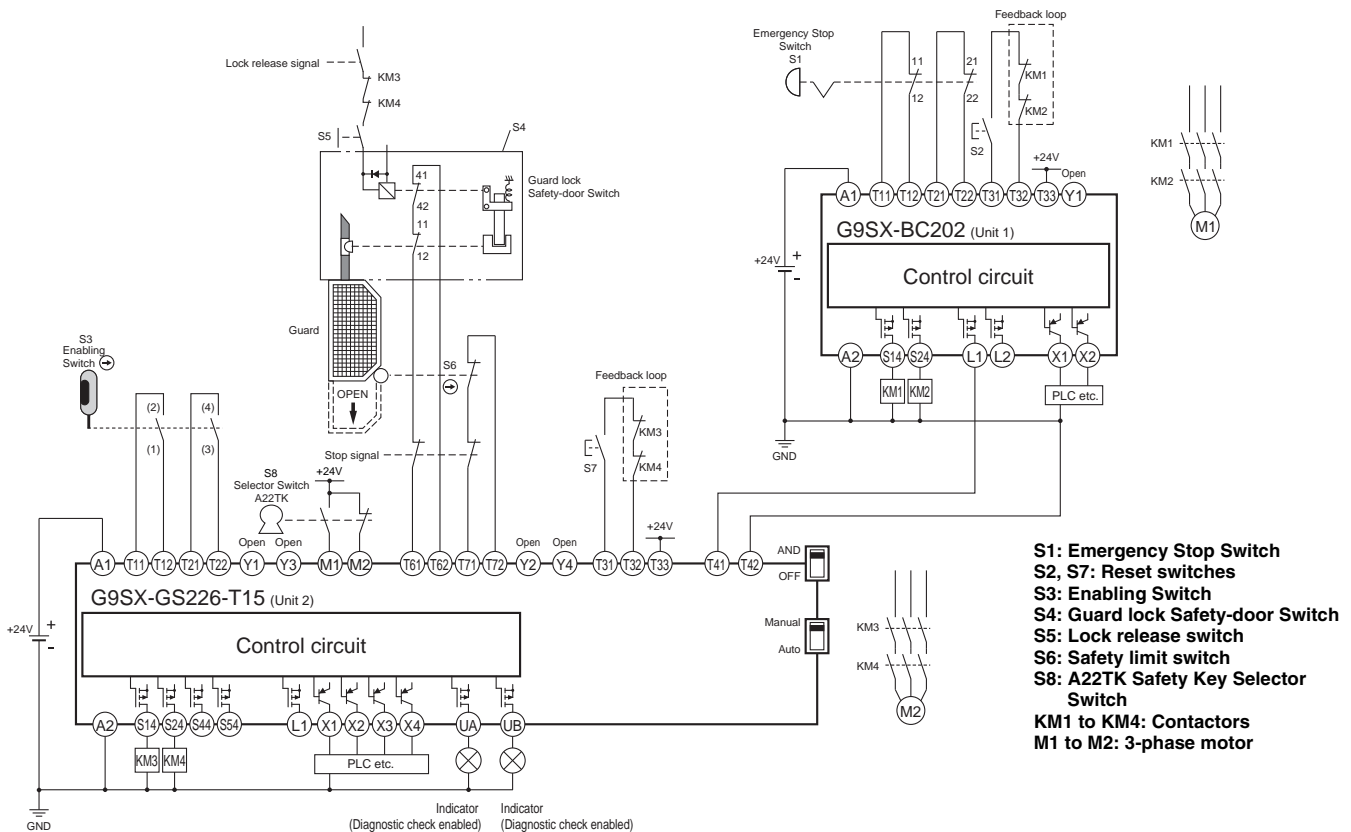 Feedback loop
Emergency Stop
Switch
S1
11
21
KM1
12
22
KM2
S2
+24V
Open
A1
T11
T12
T21
T22
T31
T32
T33
Y1
G9SX-BC202 (Unit 1)
+24V
+
-
Control circuit
A2
S14
S24
L1
L2
X1
X2
KM1
KM2
PLC etc.
GND
KM1
KM2
M1
Lock release signal
KM3
KM4
S5
S4
41
42
11
12
Guard lock
Safety-door Switch
Guard
OPEN
S6
S3
Enabling
Switch
(2)
(4)
(1)
(3)
Stop signal
S8
Selector Switch
A22TK
+24V
Feedback loop
KM3
KM4
S7
+24V
Open
Open
Open
Open
A1
T11
T12
T21
T22
Y1
Y3
M1
M2
T61
T62
T71
T72
Y2
Y4
T31
T32
T33
T41
T42
AND
OFF
G9SX-GS226-T15 (Unit 2)
Manual
Auto
+24V
+
-
Control circuit
A2
S14
S24
S44
S54
L1
X1
X2
X3
X4
UA
UB
KM3
KM4
PLC etc.
GND
Indicator
(Diagnostic check enabled)
Indicator
(Diagnostic check enabled)
KM3
KM4
M2
S1: Emergency Stop Switch
S2, S7: Reset switches
S3: Enabling Switch
S4: Guard lock Safety-door Switch
S5: Lock release switch
S6: Safety limit switch
S8: A22TK Safety Key Selector
Switch
KM1 to KM4: Contactors
M1 to M2: 3-phase motor